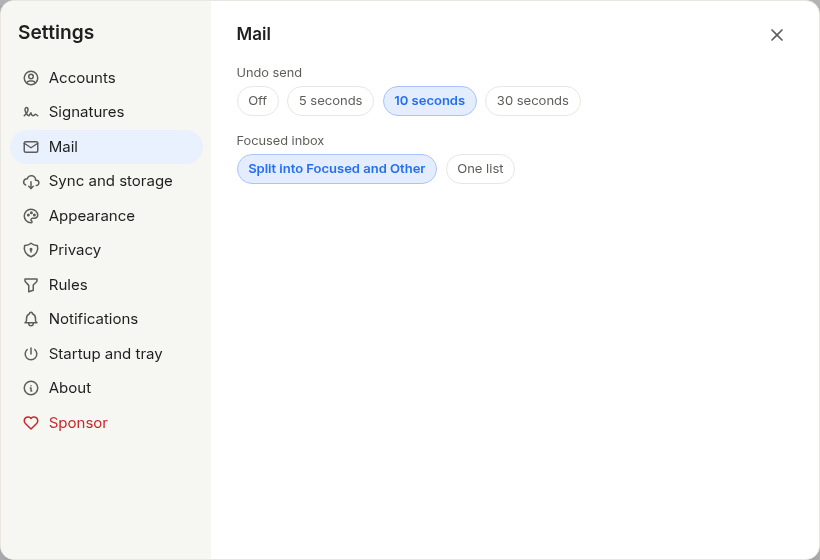 Settings
Accounts
Signatures
Mail
Sync and storage
Appearance
Privacy
Rules
Notifications
Startup and tray
About
Sponsor
Mail
Undo send
Off
5 seconds
10 seconds
30 seconds
Focused inbox
Split into Focused and Other
One list